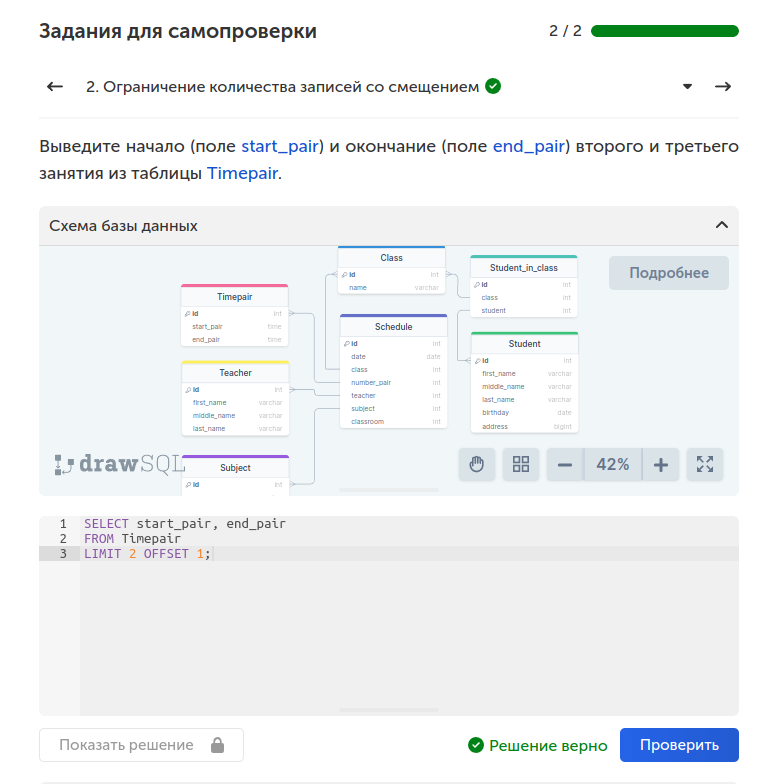 Задания для самопроверки
2 / 2
2. Ограничение количества записей со смещением
Выведите начало (поле start_pair) и окончание (поле end_pair) второго и третьего
занятия из таблицы Timepair.
Схема базы данных
Подробнее
Timepair
id int
start_pair time
end_pair time
Teacher
id int
first_name varchar
middle_name varchar
last_name varchar
Subject
id int
Class
id int
name varchar
Schedule
id int
date date
class int
number_pair int
teacher int
subject int
classroom int
Student_in_class
id int
class int
student int
Student
id int
first_name varchar
middle_name varchar
last_name varchar
birthday date
address bigint
drawSQL
42%
1 SELECT start_pair, end_pair
2 FROM Timepair
3 LIMIT 2 OFFSET 1;
Показать решение
Решение верно
Проверить